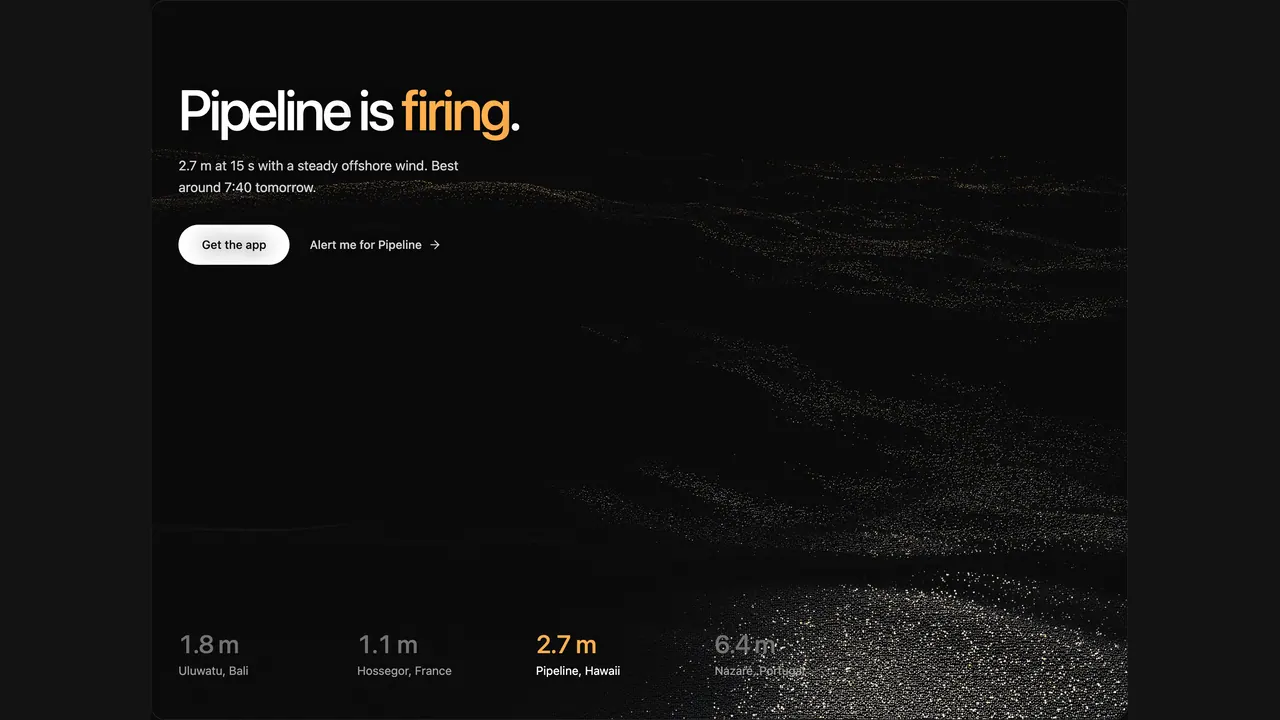 Pipeline is firing.
2.7 m at 15 s with a steady offshore wind. Best
around 7:40 tomorrow.
Get the app
Alert me for Pipeline →
1.8 m
Uluwatu, Bali
1.1 m
Hossegor, France
2.7 m
Pipeline, Hawaii
6.4 m
Nazaré, Portugal